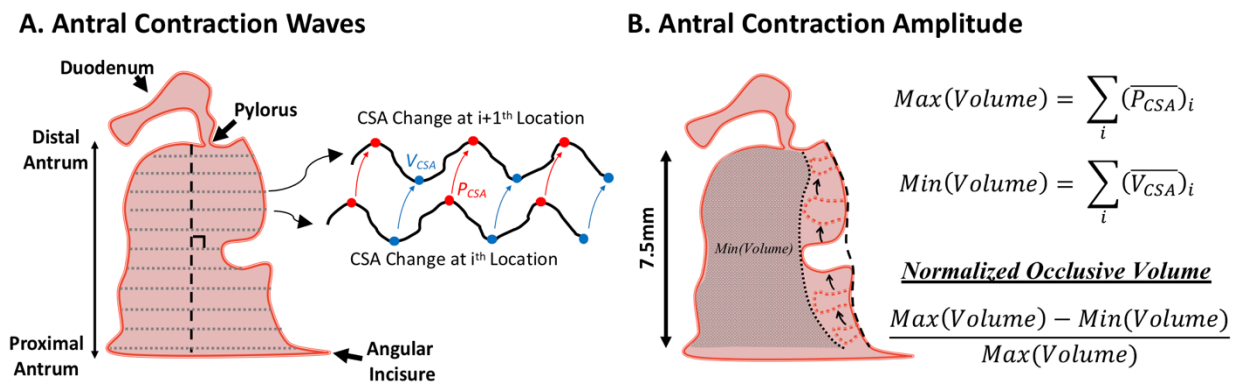 A. Antral Contraction Waves
Duodenum
Pylorus
Distal
Antrum
CSA Change at i+1th Location
VCSA
PCSA
CSA Change at ith Location
Proximal
Antrum
Angular
Incisure
B. Antral Contraction Amplitude
7.5mm
Min(Volume)
Max(Volume) = ∑i (P̅C̅S̅A̅)i
Min(Volume) = ∑i (V̅C̅S̅A̅)i
Normalized Occlusive Volume
Max(Volume) − Min(Volume)
Max(Volume)